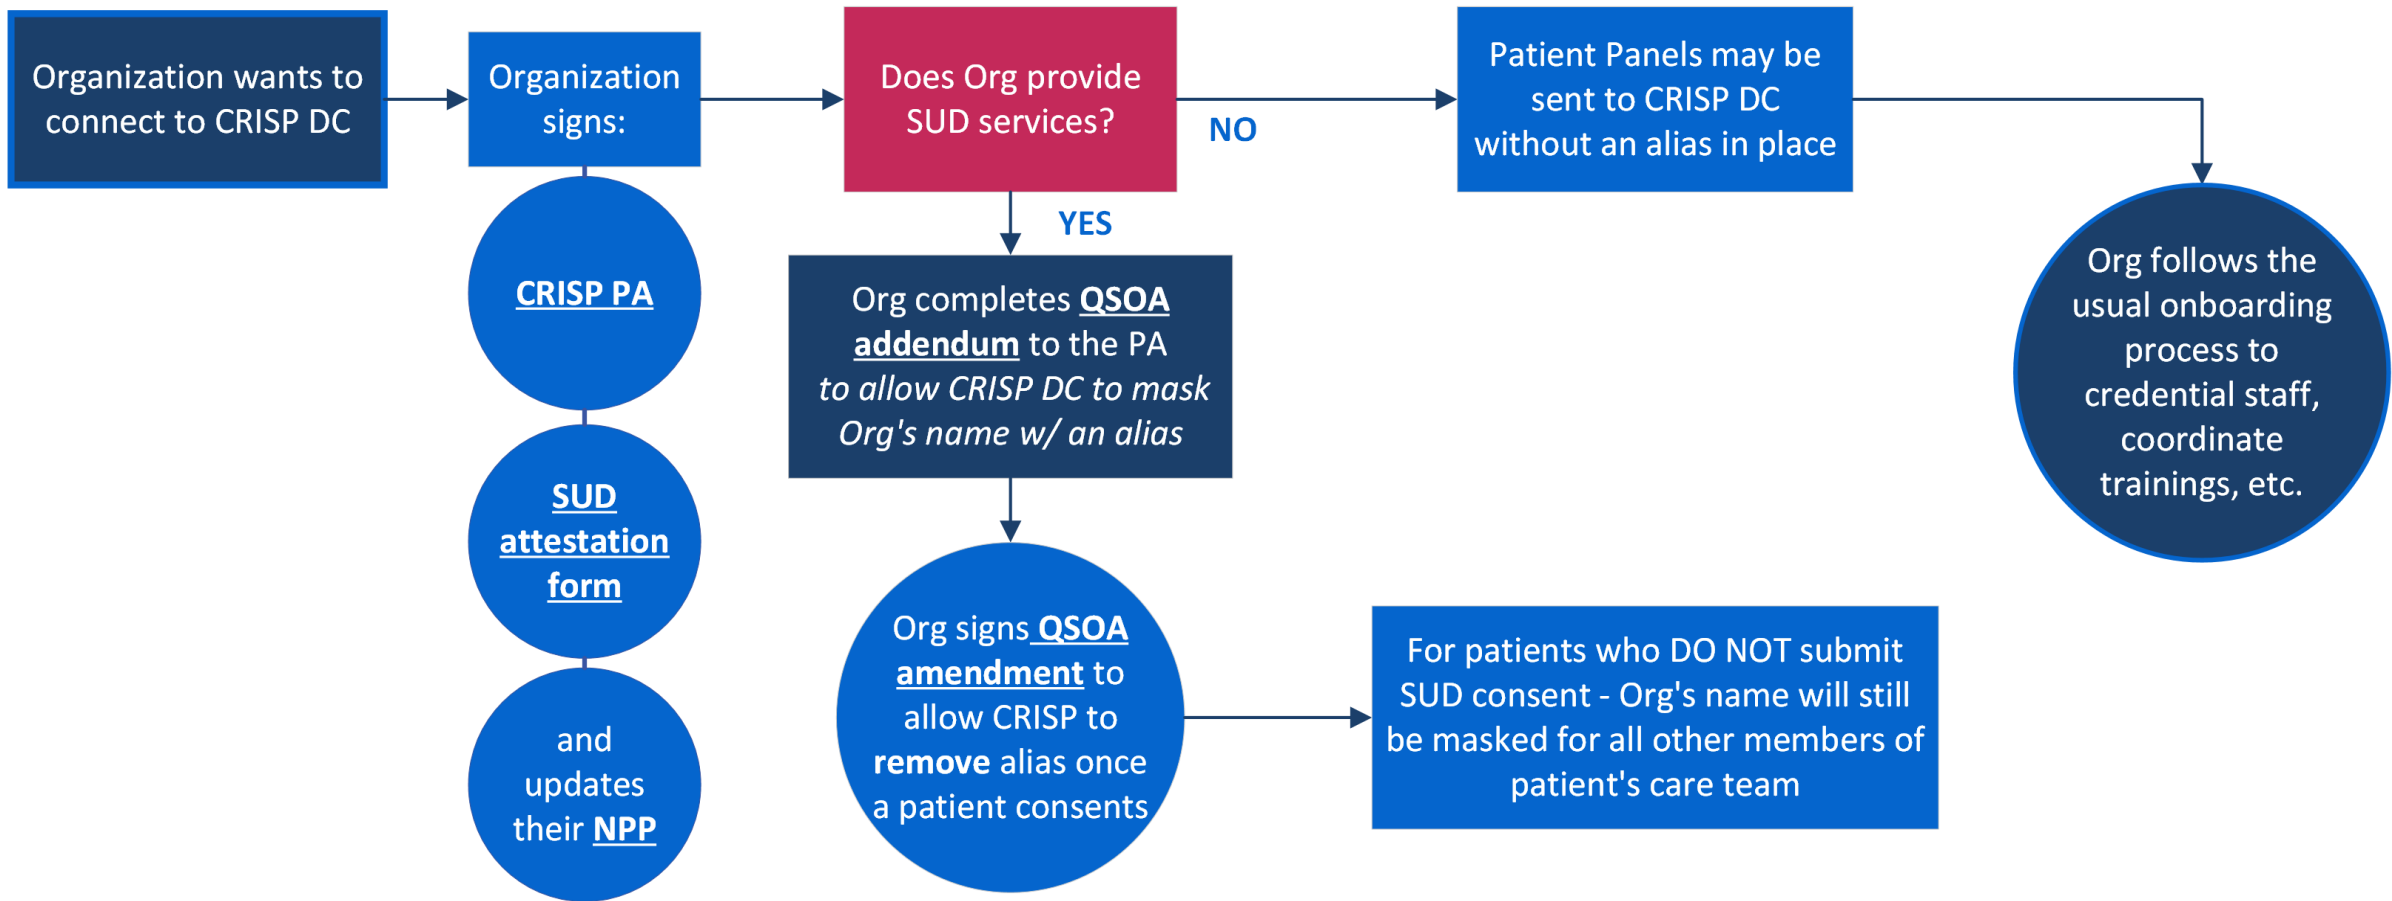 Organization wants to
connect to CRISP DC
Organization
signs:
CRISP PA
SUD
attestation
form
and
updates
their NPP
Does Org provide
SUD services?
NO
YES
Patient Panels may be
sent to CRISP DC
without an alias in place
Org follows the
usual onboarding
process to
credential staff,
coordinate
trainings, etc.
Org completes QSOA
addendum to the PA
to allow CRISP DC to mask
Org's name w/ an alias
Org signs QSOA
amendment to
allow CRISP to
remove alias once
a patient consents
For patients who DO NOT submit
SUD consent - Org's name will still
be masked for all other members of
patient's care team